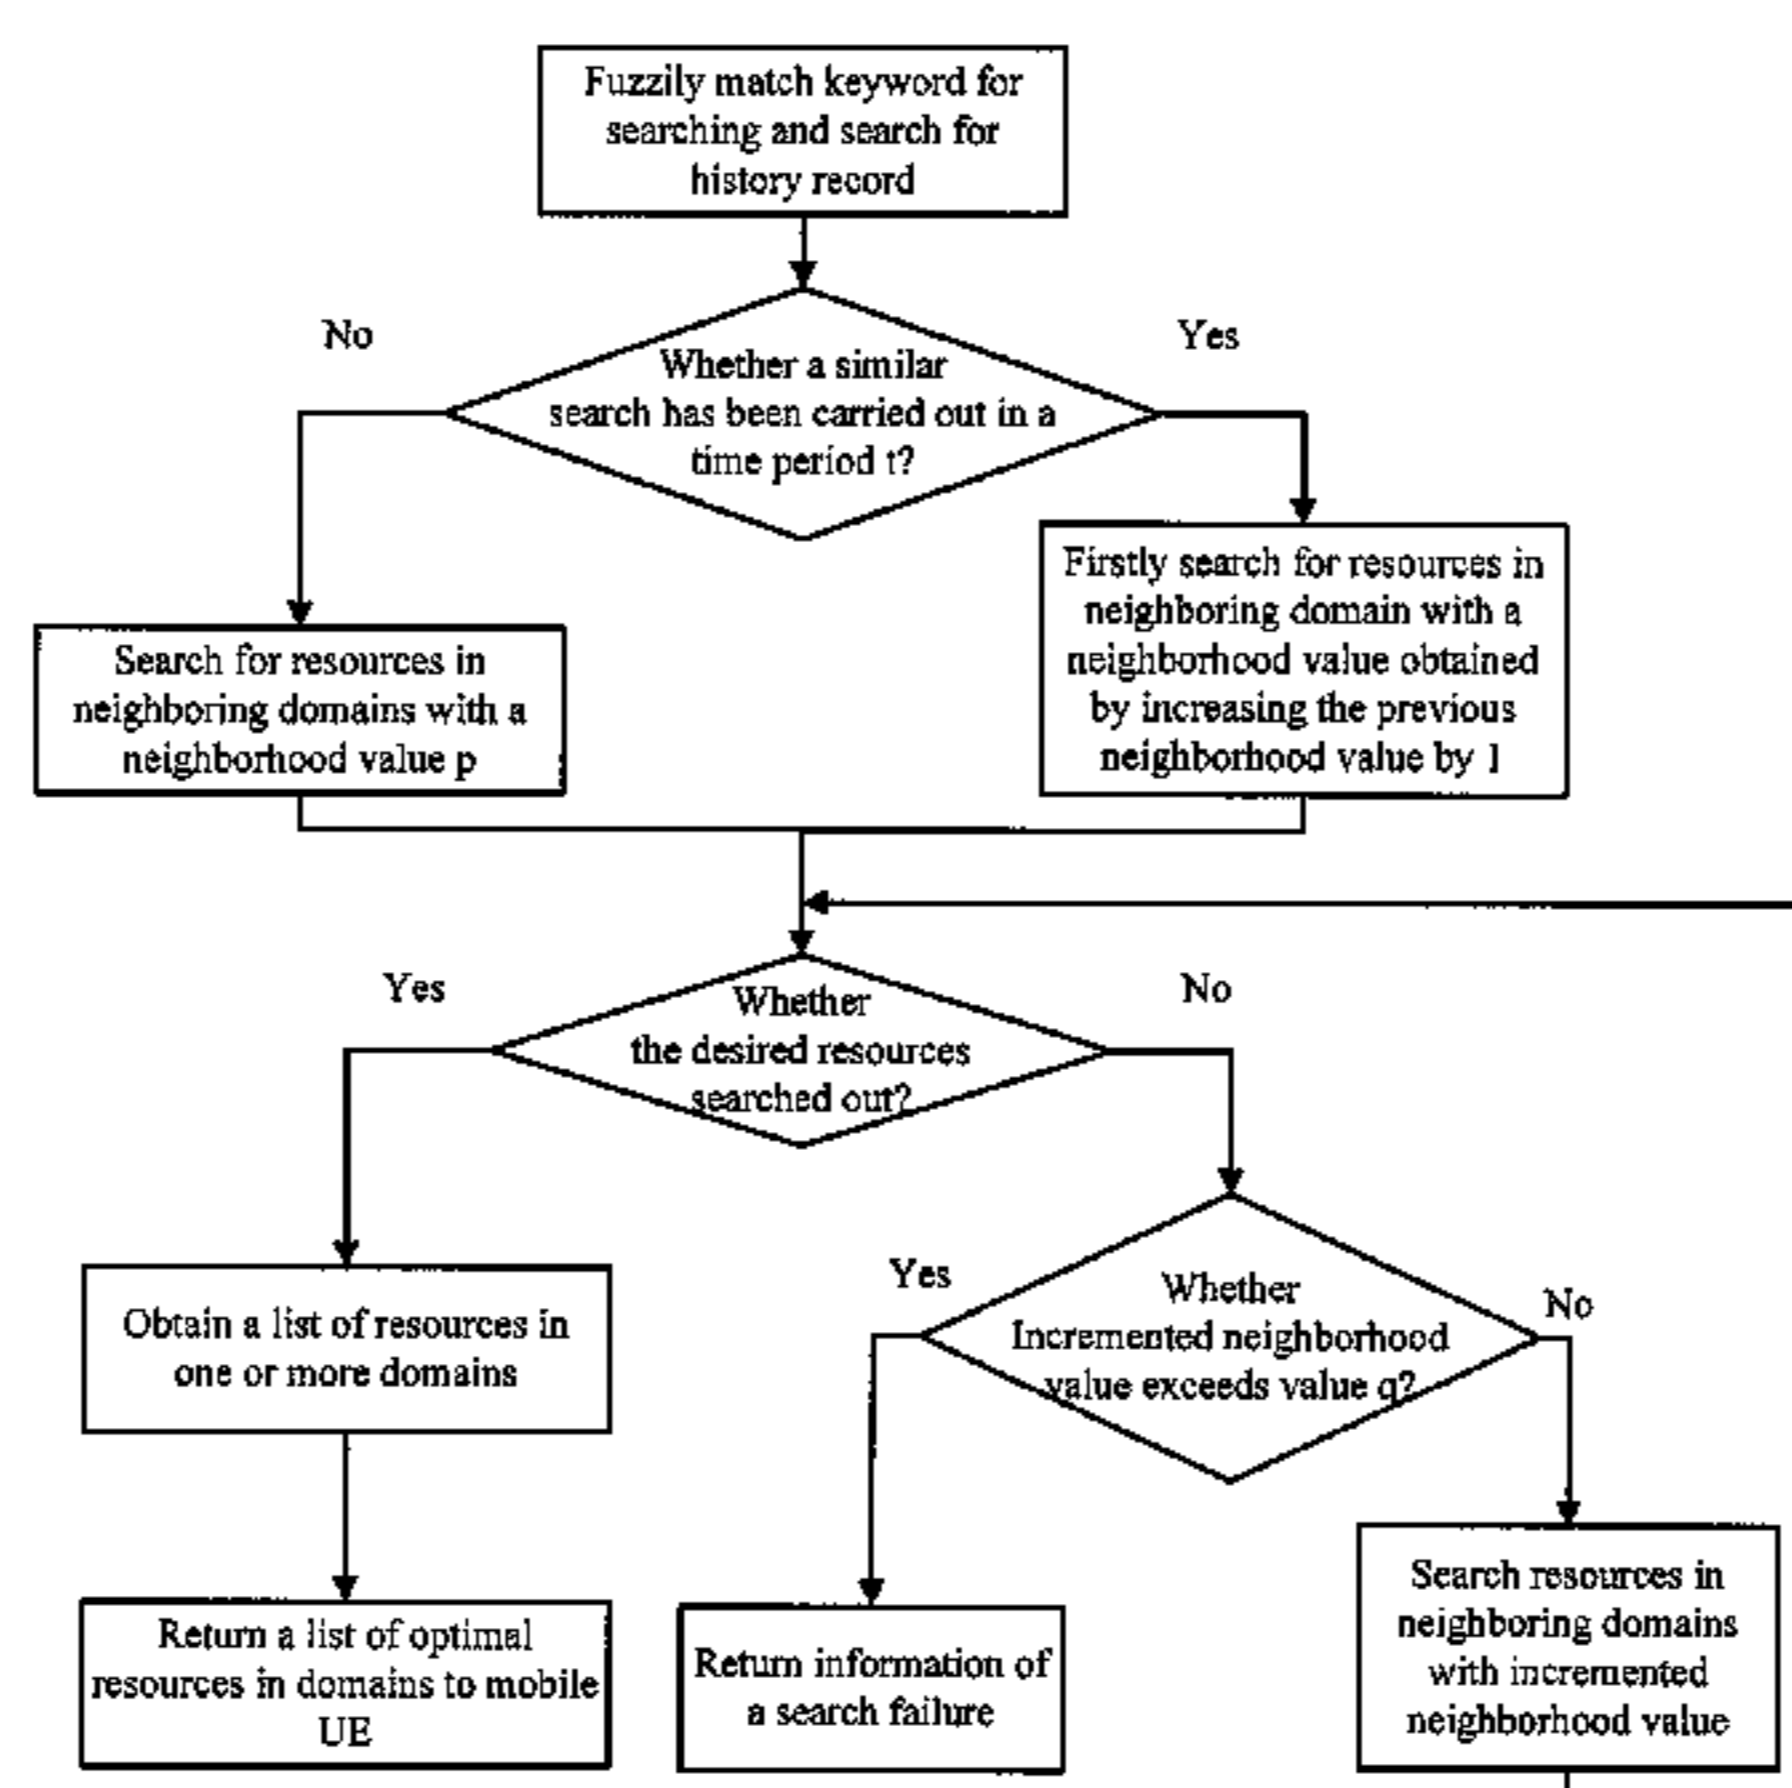 Fuzzily match keyword for
searching and search for
history record
No
Yes
Whether a similar
search has been carried out in a
time period t?
Firstly search for resources in
neighboring domain with a
neighborhood value obtained
by increasing the previous
neighborhood value by 1
Search for resources in
neighboring domains with a
neighborhood value p
Yes
No
Whether
the desired resources
searched out?
Yes
No
Whether
Incremented neighborhood
value exceeds value q?
Obtain a list of resources in
one or more domains
Return a list of optimal
resources in domains to mobile
UE
Return information of
a search failure
Search resources in
neighboring domains
with incremented
neighborhood value